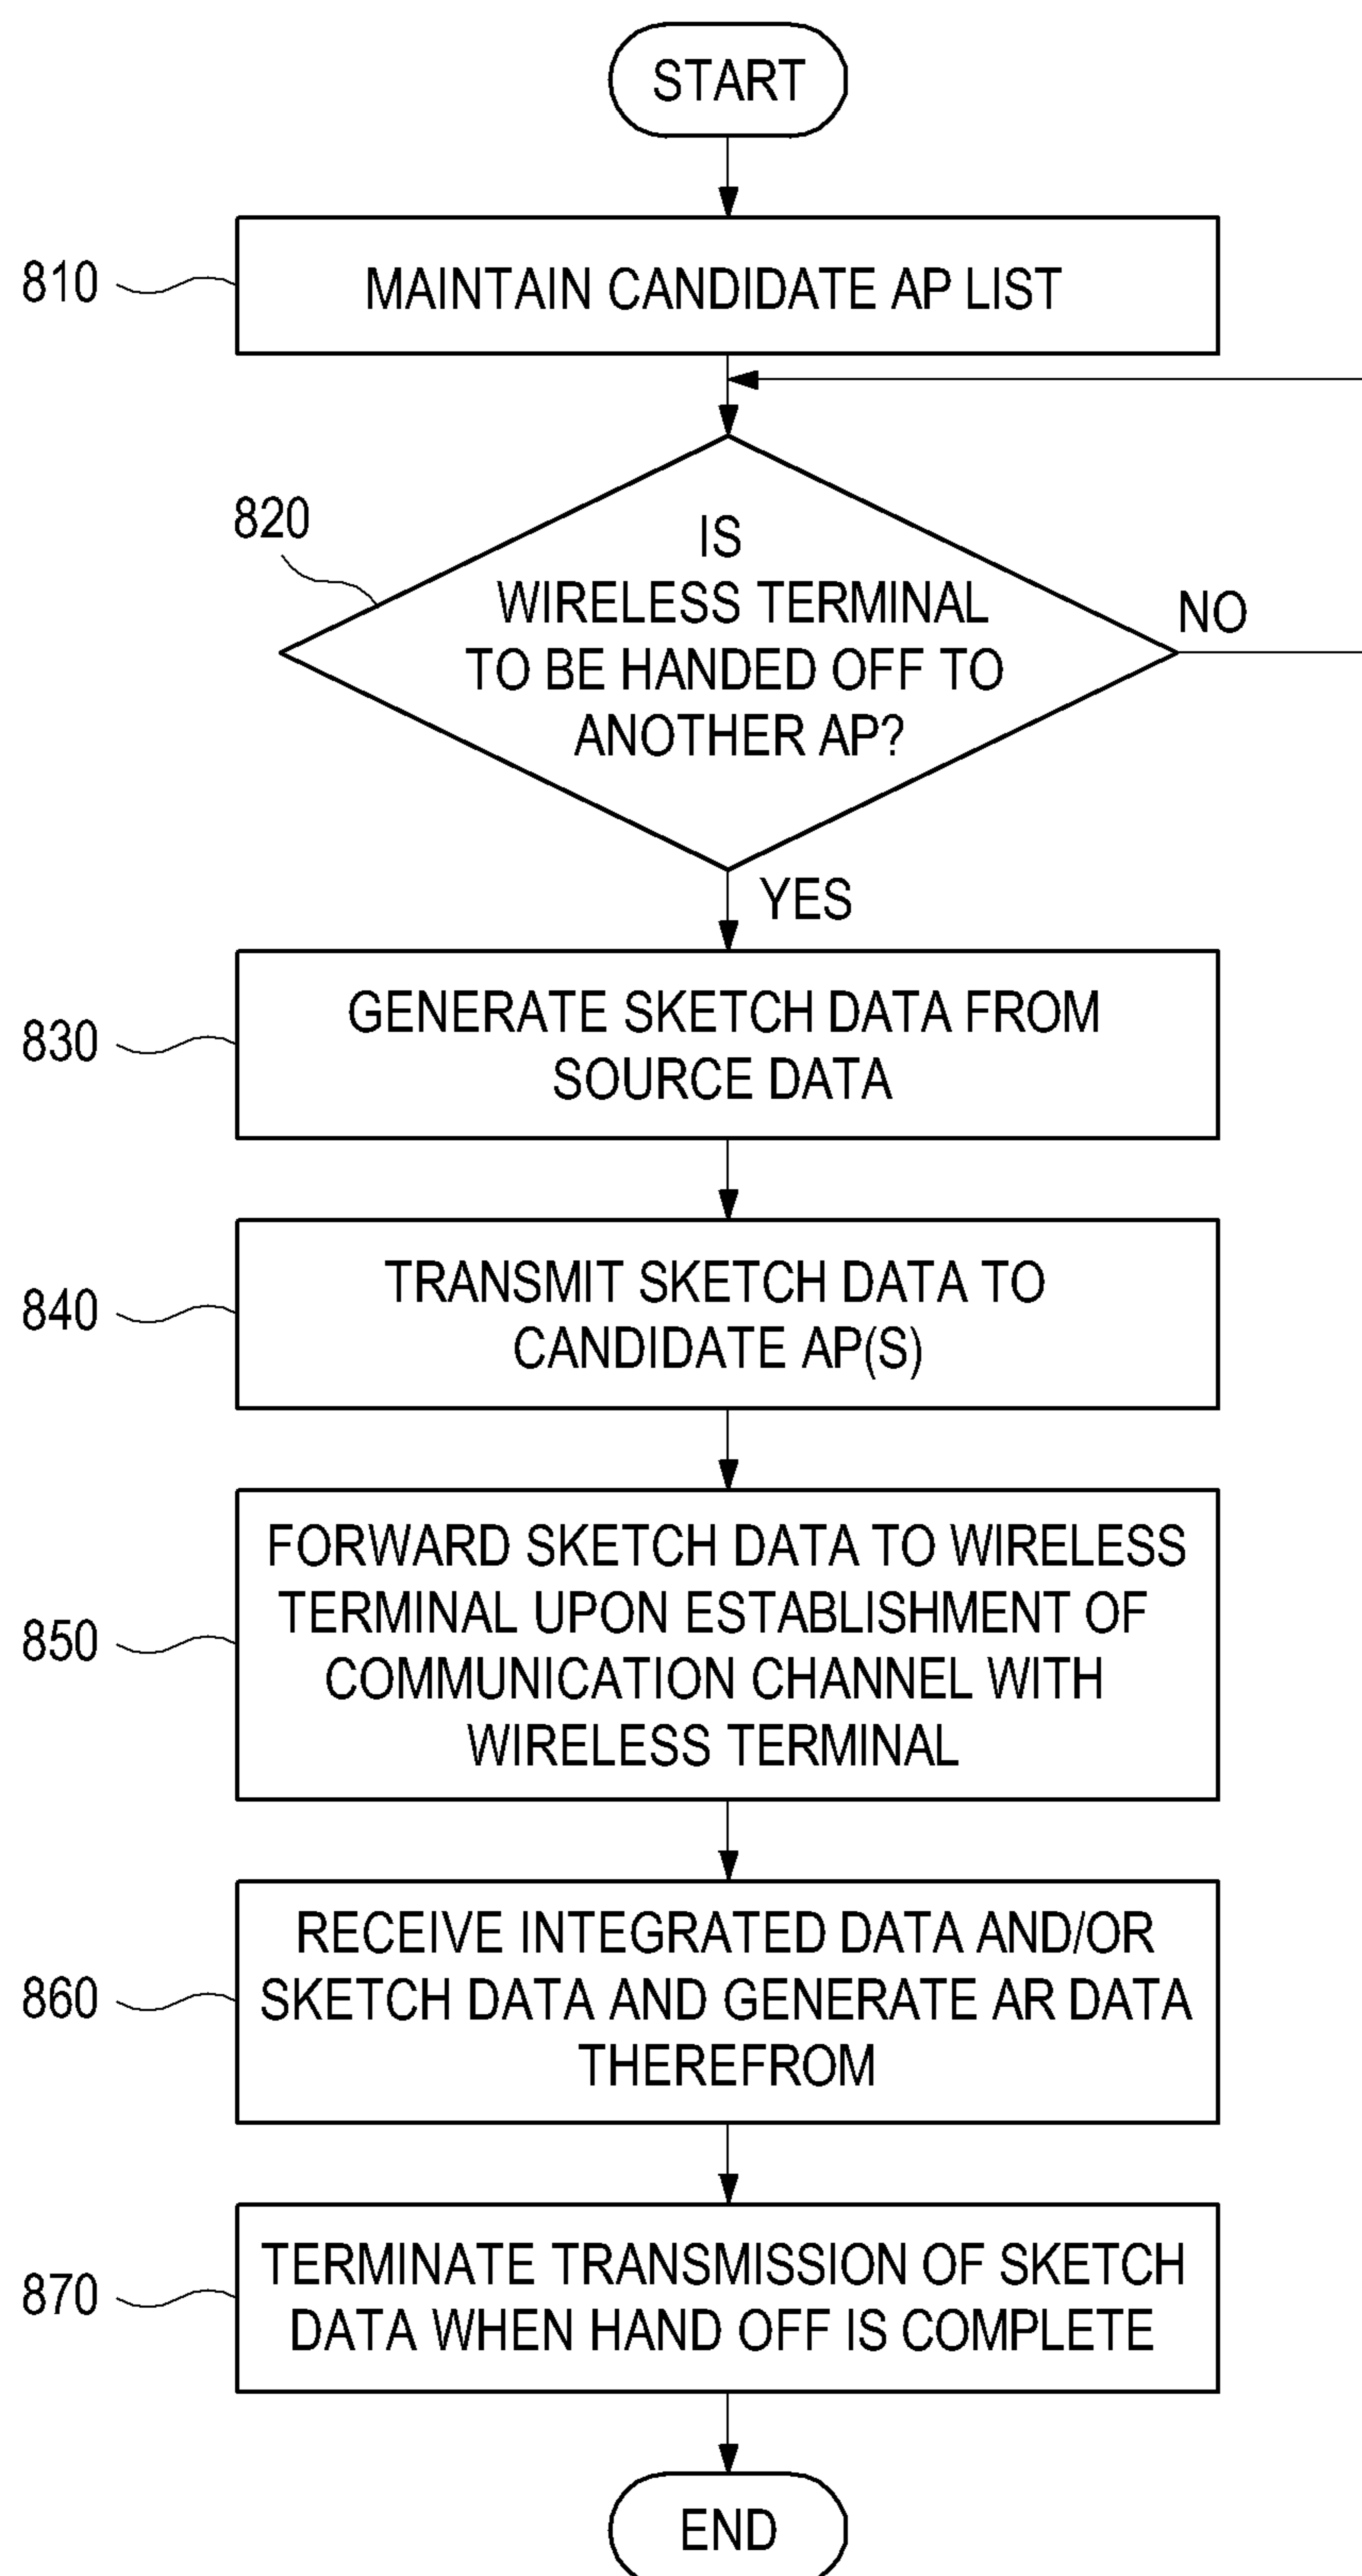 START
810
MAINTAIN CANDIDATE AP LIST
820
IS
WIRELESS TERMINAL
TO BE HANDED OFF TO
ANOTHER AP?
NO
YES
830
GENERATE SKETCH DATA FROM
SOURCE DATA
840
TRANSMIT SKETCH DATA TO
CANDIDATE AP(S)
850
FORWARD SKETCH DATA TO WIRELESS
TERMINAL UPON ESTABLISHMENT OF
COMMUNICATION CHANNEL WITH
WIRELESS TERMINAL
860
RECEIVE INTEGRATED DATA AND/OR
SKETCH DATA AND GENERATE AR DATA
THEREFROM
870
TERMINATE TRANSMISSION OF SKETCH
DATA WHEN HAND OFF IS COMPLETE
END